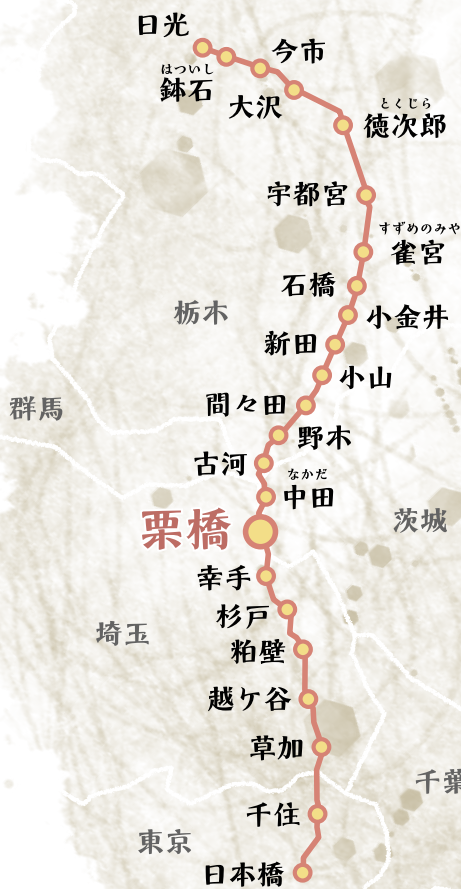 日光
はついし
鉢石
今市
大沢
とくじら
徳次郎
宇都宮
すずめのみや
雀宮
石橋
小金井
栃木
新田
小山
群馬
間々田
野木
古河
なかだ
中田
茨城
栗橋
幸手
杉戸
埼玉
粕壁
越ケ谷
草加
千葉
千住
東京
日本橋